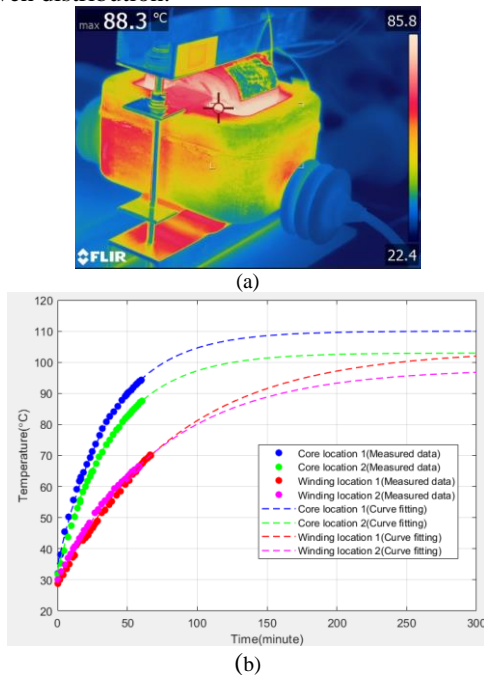 max 88.3 °C
85.8
22.4
FLIR
(a)
120
110
100
90
80
70
60
50
40
30
20
Temperature(°C)
Core location 1(Measured data)
Core location 2(Measured data)
Winding location 1(Measured data)
Winding location 2(Measured data)
Core location 1(Curve fitting)
Core location 2(Curve fitting)
Winding location 1(Curve fitting)
Winding location 2(Curve fitting)
0 50 100 150 200 250 300
Time(minute)
(b)